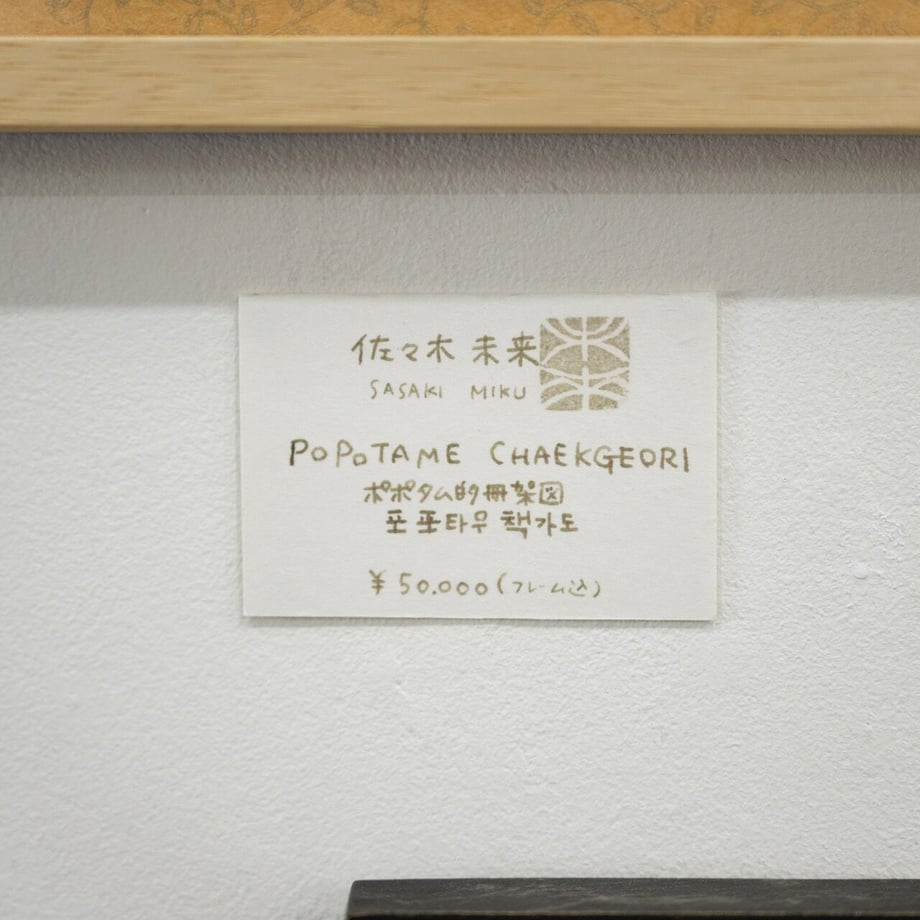 佐々木 未来
SASAKI MIKU
POPOTAME CHAEKGEORI
ポポタム的冊架図
포포타무 책가도
¥50.000(フレーム込)